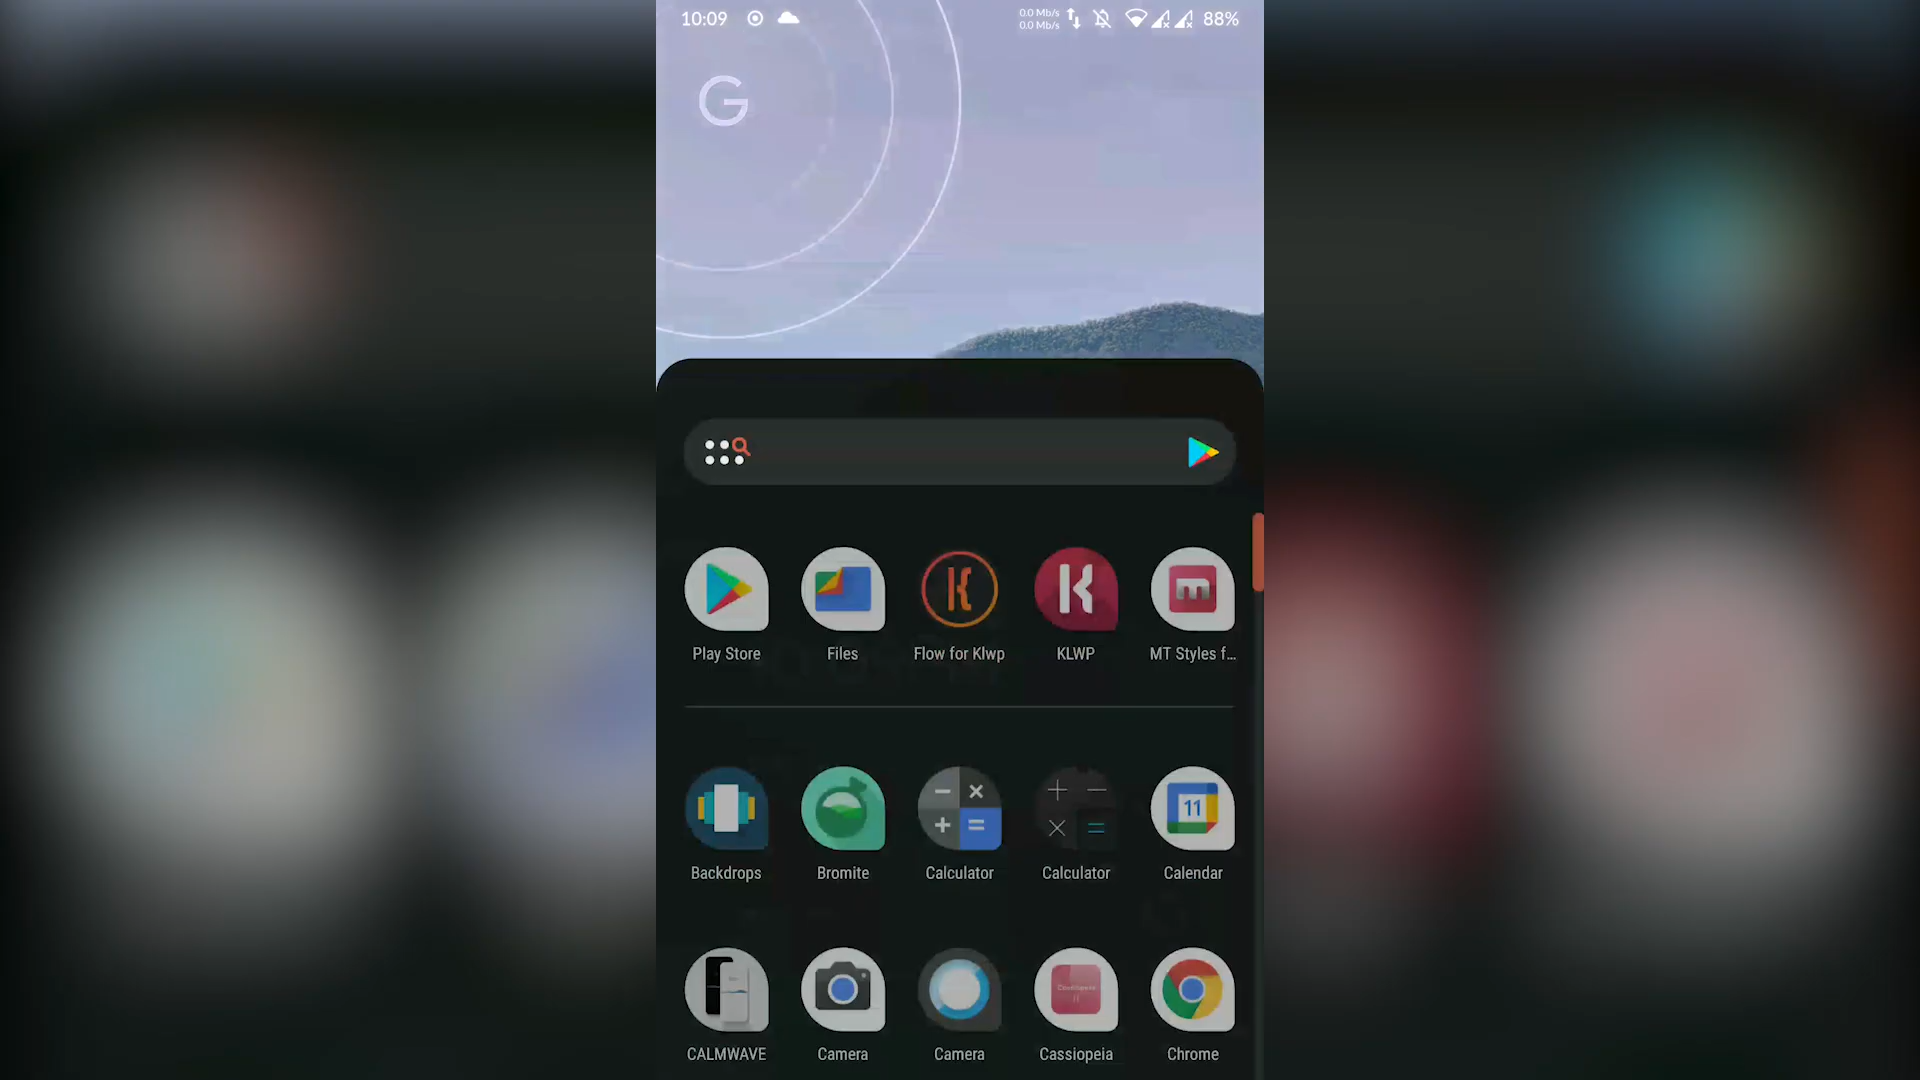 10:09
0.0 Mb/s
0.0 Mb/s
88%
G
Play Store
Files
Flow for Klwp
KLWP
MT Styles f...
11
Backdrops
Bromite
Calculator
Calculator
Calendar
CALMWAVE
Camera
Camera
Cassiopeia
Chrome